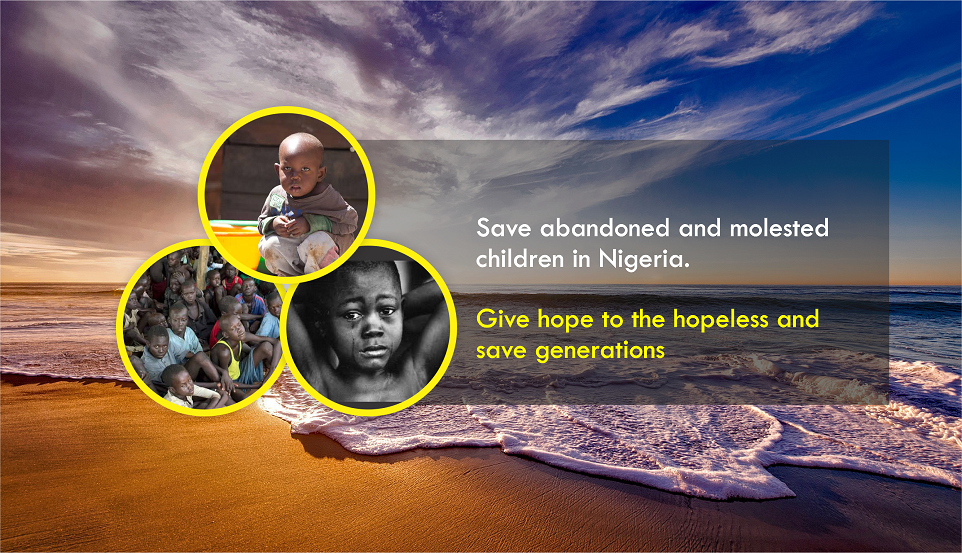 Save abandoned and molested
children in Nigeria.
Give hope to the hopeless and
save generations